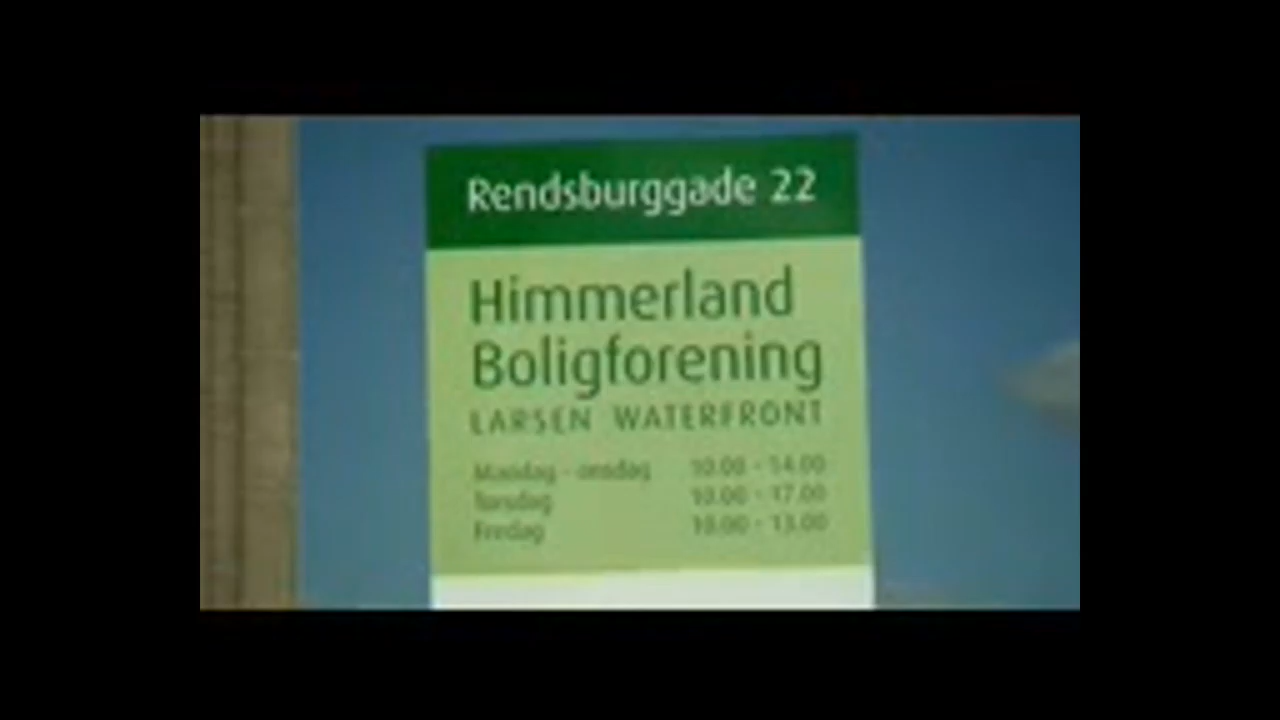 Rendsburggade 22
Himmerland
Boligforening
LARSEN WATERFRONT
Mandag - onsdag 10.00 - 14.00
Torsdag 10.00 - 17.00
Fredag 10.00 - 13.00